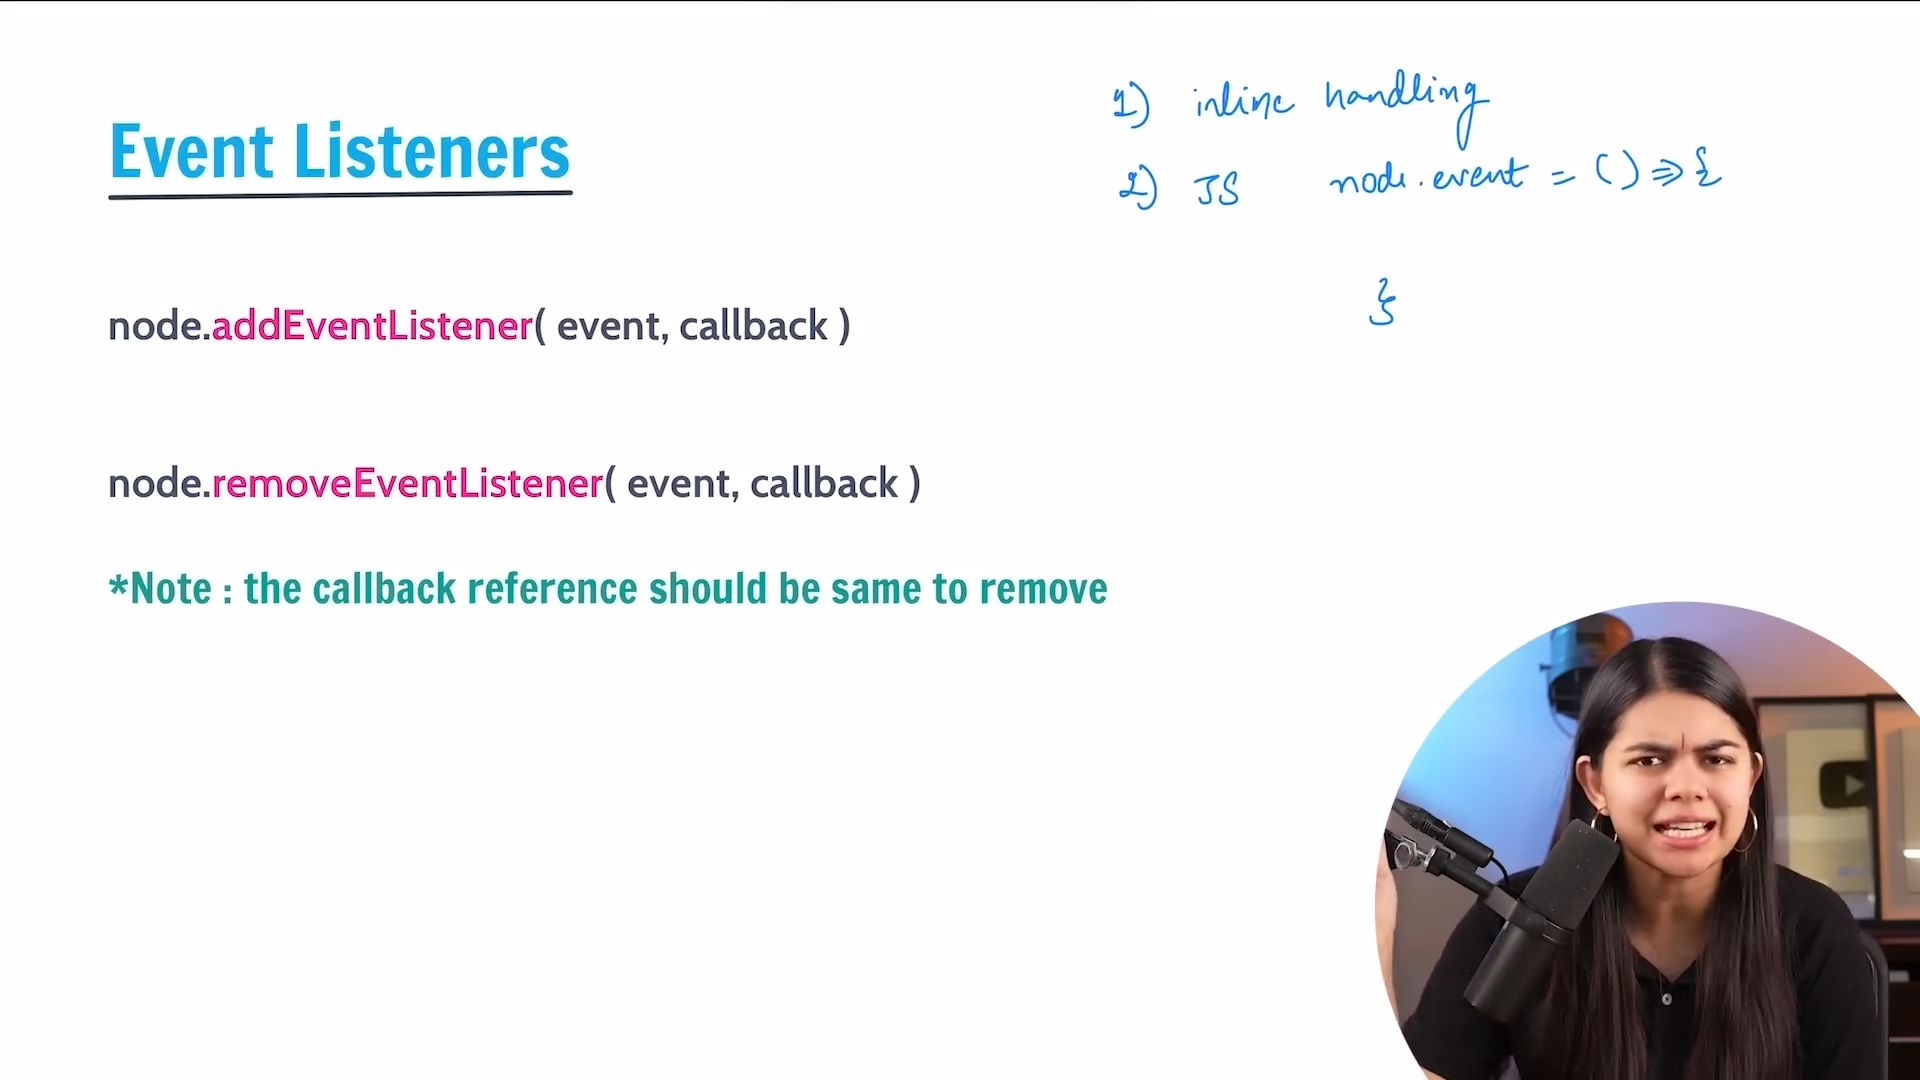 Event Listeners
node.addEventListener( event, callback )
node.removeEventListener( event, callback )
*Note : the callback reference should be same to remove
1) inline handling
2) JS node.event = () => {
}